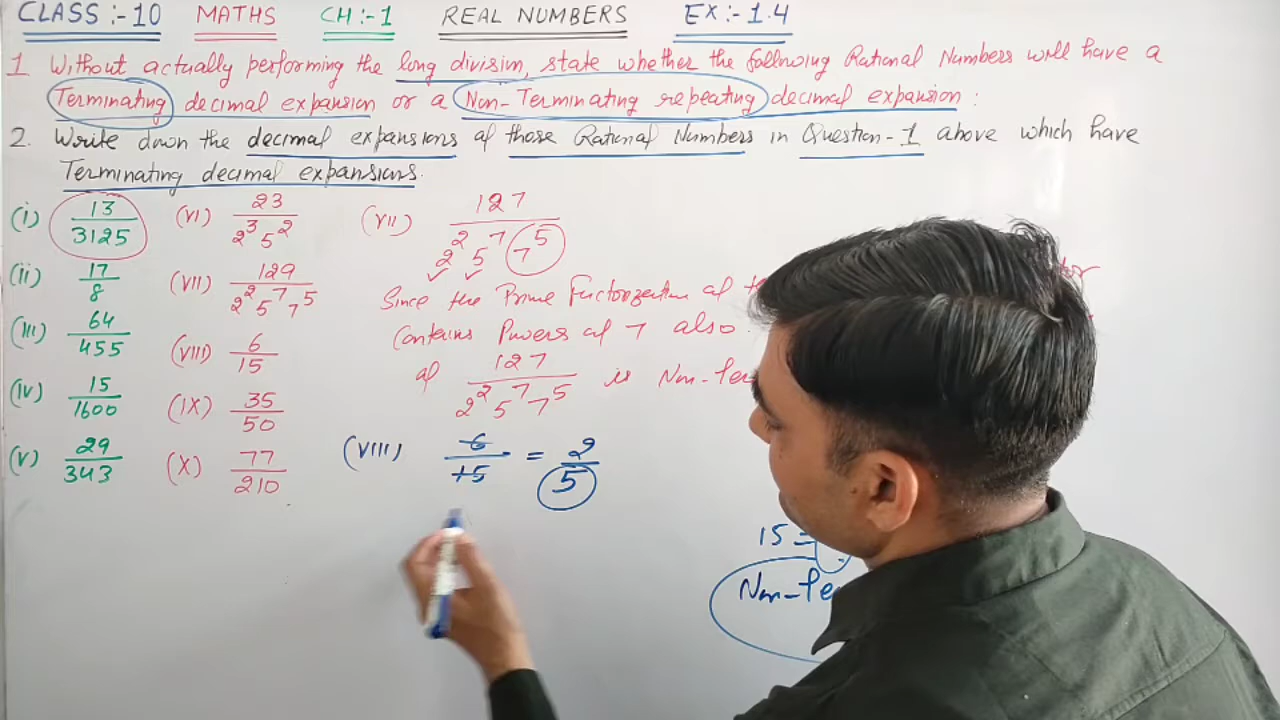 CLASS :- 10 MATHS CH :- 1 REAL NUMBERS EX :- 1.4
1 Without actually performing the long division, state whether the following Rational Numbers will have a
Terminating decimal expansion or a Non-Terminating repeating decimal expansion :
2. Write down the decimal expansions of those Rational Numbers in Question-1 above which have
Terminating decimal expansions.
(i) 13/3125
(ii) 17/8
(iii) 64/455
(iv) 15/1600
(v) 29/343
(vi) 23/2³5²
(vii) 129/2²5⁷7⁵
(viii) 6/15
(ix) 35/50
(x) 77/210
(vii) 127/2²5⁷7⁵
Since the Prime Factorization of
Contains Powers of 7 also.
of 127/2²5⁷7⁵ is Non-Ter
(viii) 6/15 = 2/5
15 =
Non-Te